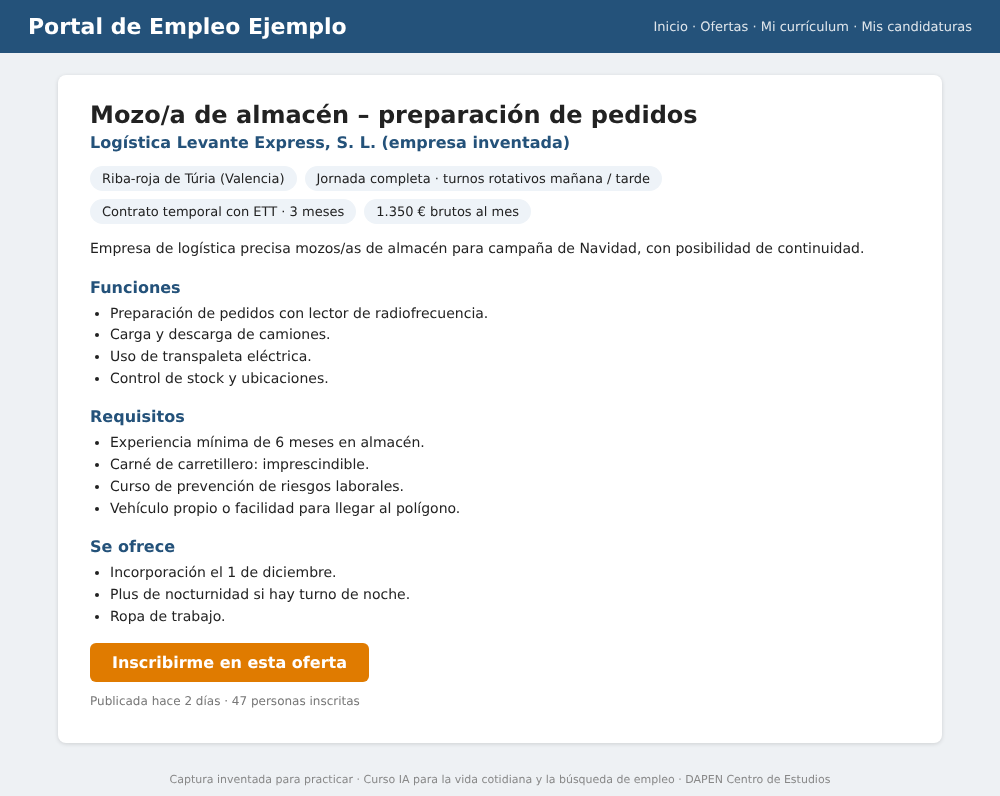 Portal de Empleo Ejemplo
Inicio · Ofertas · Mi currículum · Mis candidaturas
Mozo/a de almacén – preparación de pedidos
Logística Levante Express, S. L. (empresa inventada)
Riba-roja de Túria (Valencia)
Jornada completa · turnos rotativos mañana / tarde
Contrato temporal con ETT · 3 meses
1.350 € brutos al mes
Empresa de logística precisa mozos/as de almacén para campaña de Navidad, con posibilidad de continuidad.
Funciones
• Preparación de pedidos con lector de radiofrecuencia.
• Carga y descarga de camiones.
• Uso de transpaleta eléctrica.
• Control de stock y ubicaciones.
Requisitos
• Experiencia mínima de 6 meses en almacén.
• Carné de carretillero: imprescindible.
• Curso de prevención de riesgos laborales.
• Vehículo propio o facilidad para llegar al polígono.
Se ofrece
• Incorporación el 1 de diciembre.
• Plus de nocturnidad si hay turno de noche.
• Ropa de trabajo.
Inscribirme en esta oferta
Publicada hace 2 días · 47 personas inscritas
Captura inventada para practicar · Curso IA para la vida cotidiana y la búsqueda de empleo · DAPEN Centro de Estudios